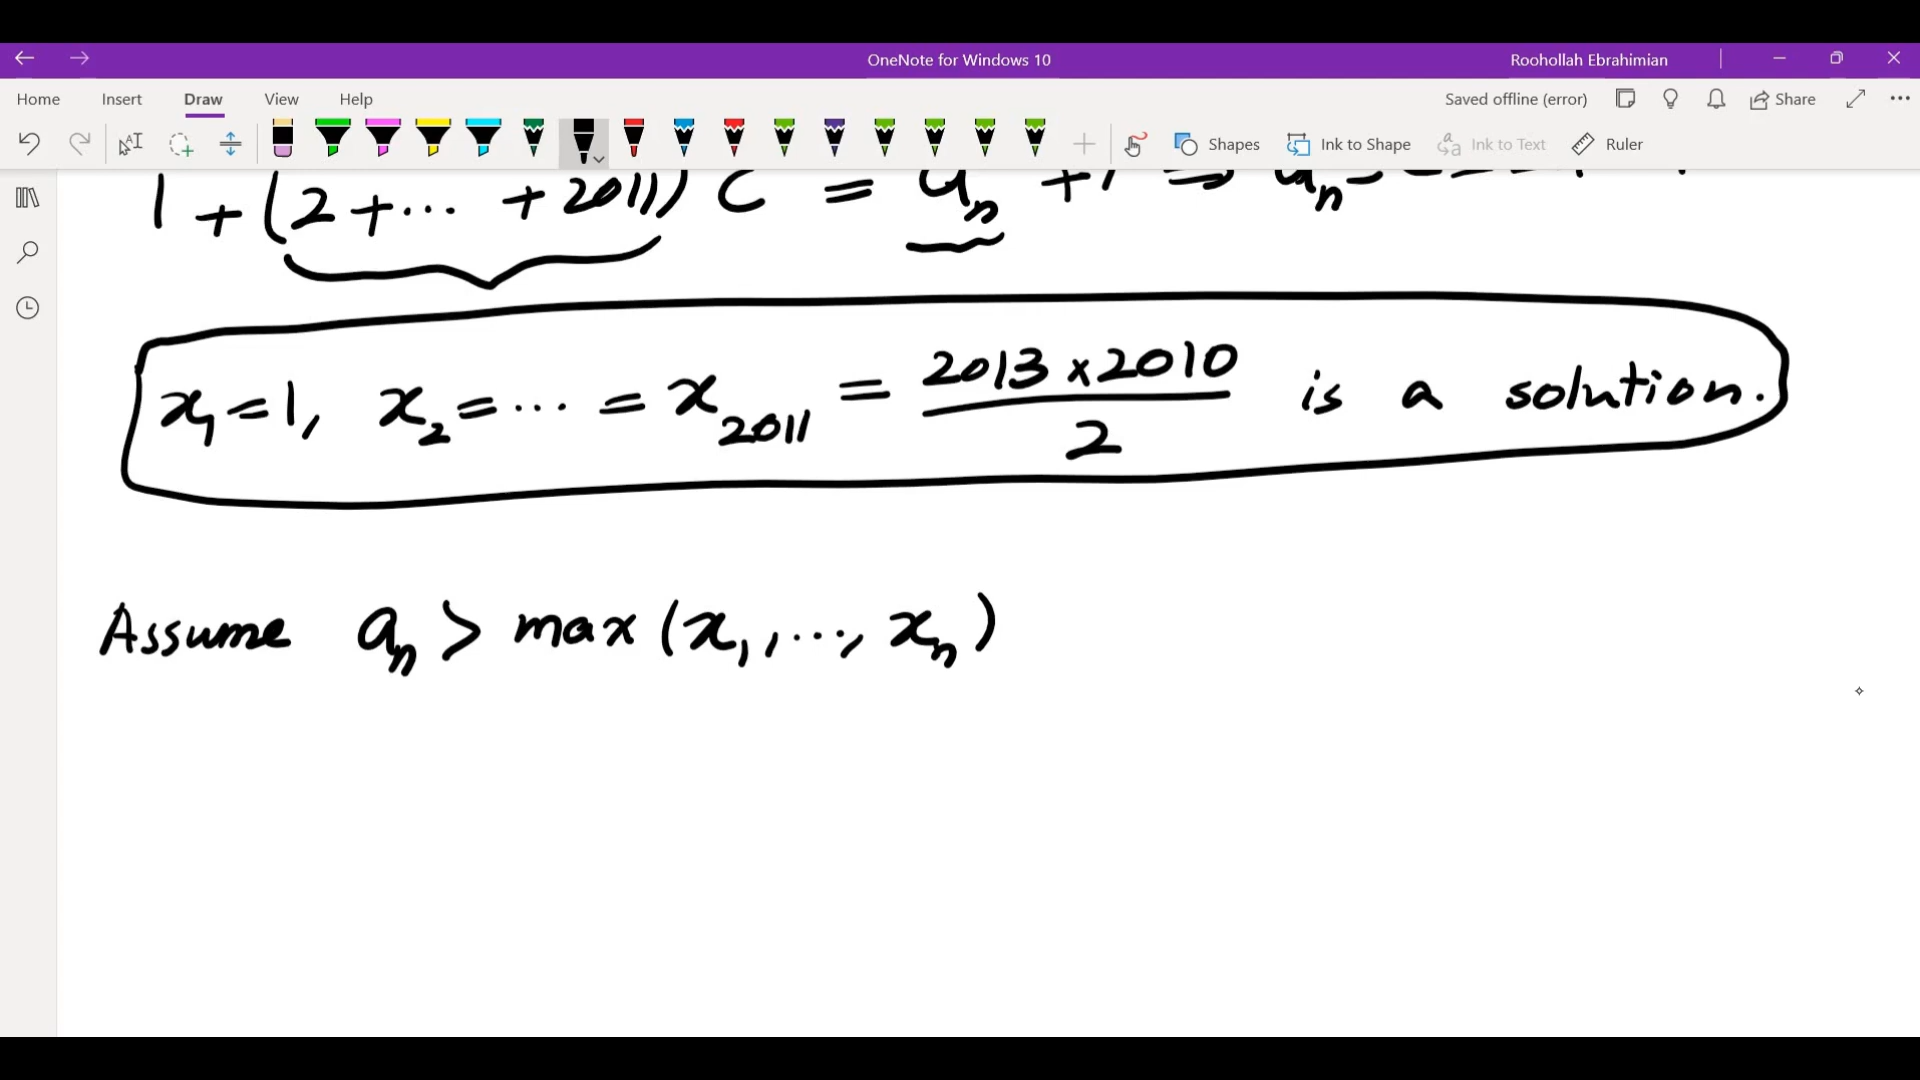 OneNote for Windows 10
Roohollah Ebrahimian
Home Insert Draw View Help
Saved offline (error) Share
Shapes Ink to Shape Ink to Text Ruler
1 + (2 + ... + 2011) C = a_n + 1 ⇒ a_n =
x_1 = 1, x_2 = ... = x_2011 = (2013 × 2010)/2 is a solution.
Assume a_n > max (x_1, ..., x_n)